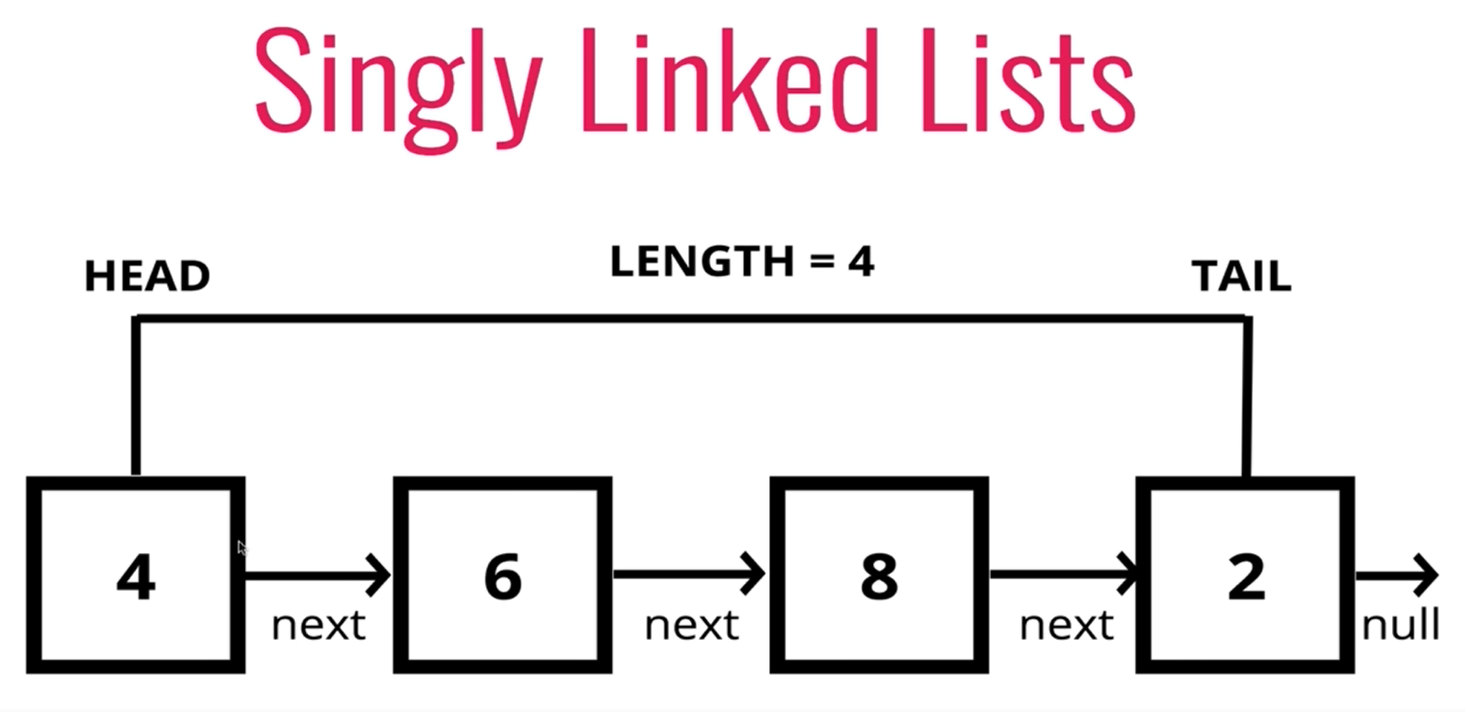 Singly Linked Lists
HEAD
LENGTH = 4
TAIL
4
6
8
2
next
next
next
null